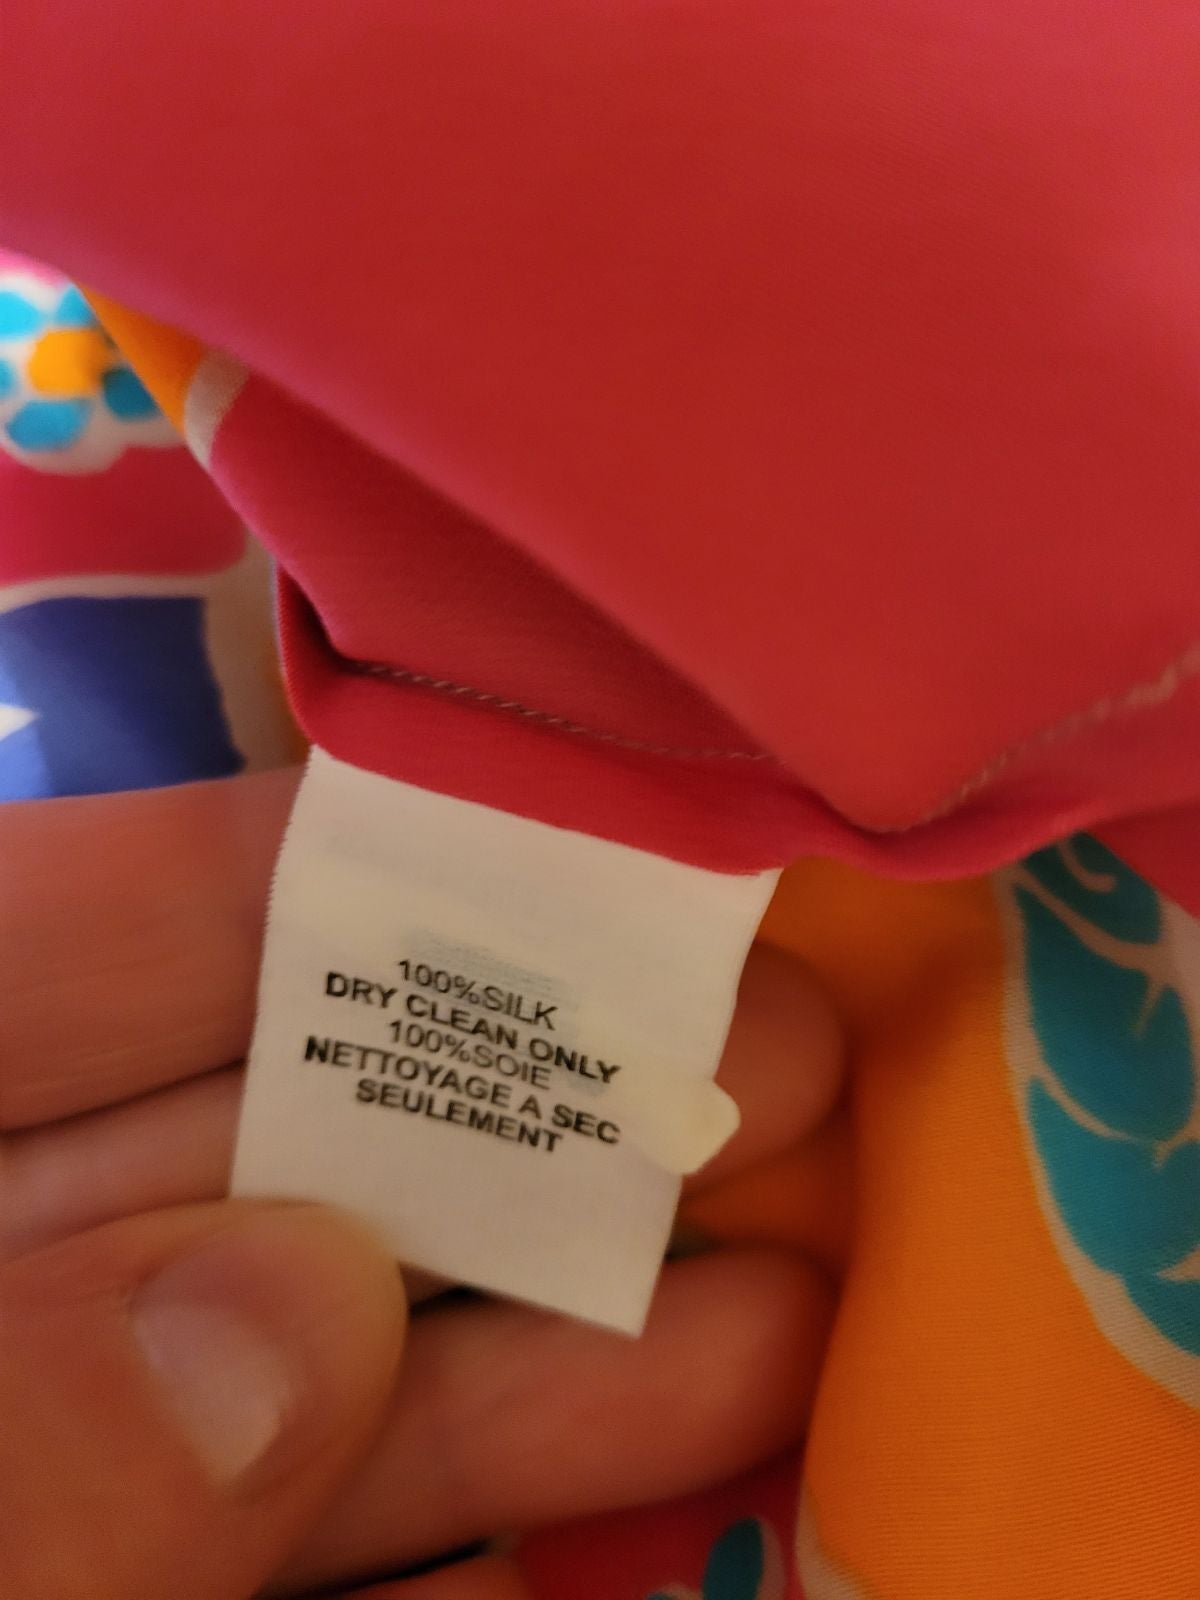 100%SILK
DRY CLEAN ONLY
100%SOIE
NETTOYAGE A SEC
SEULEMENT